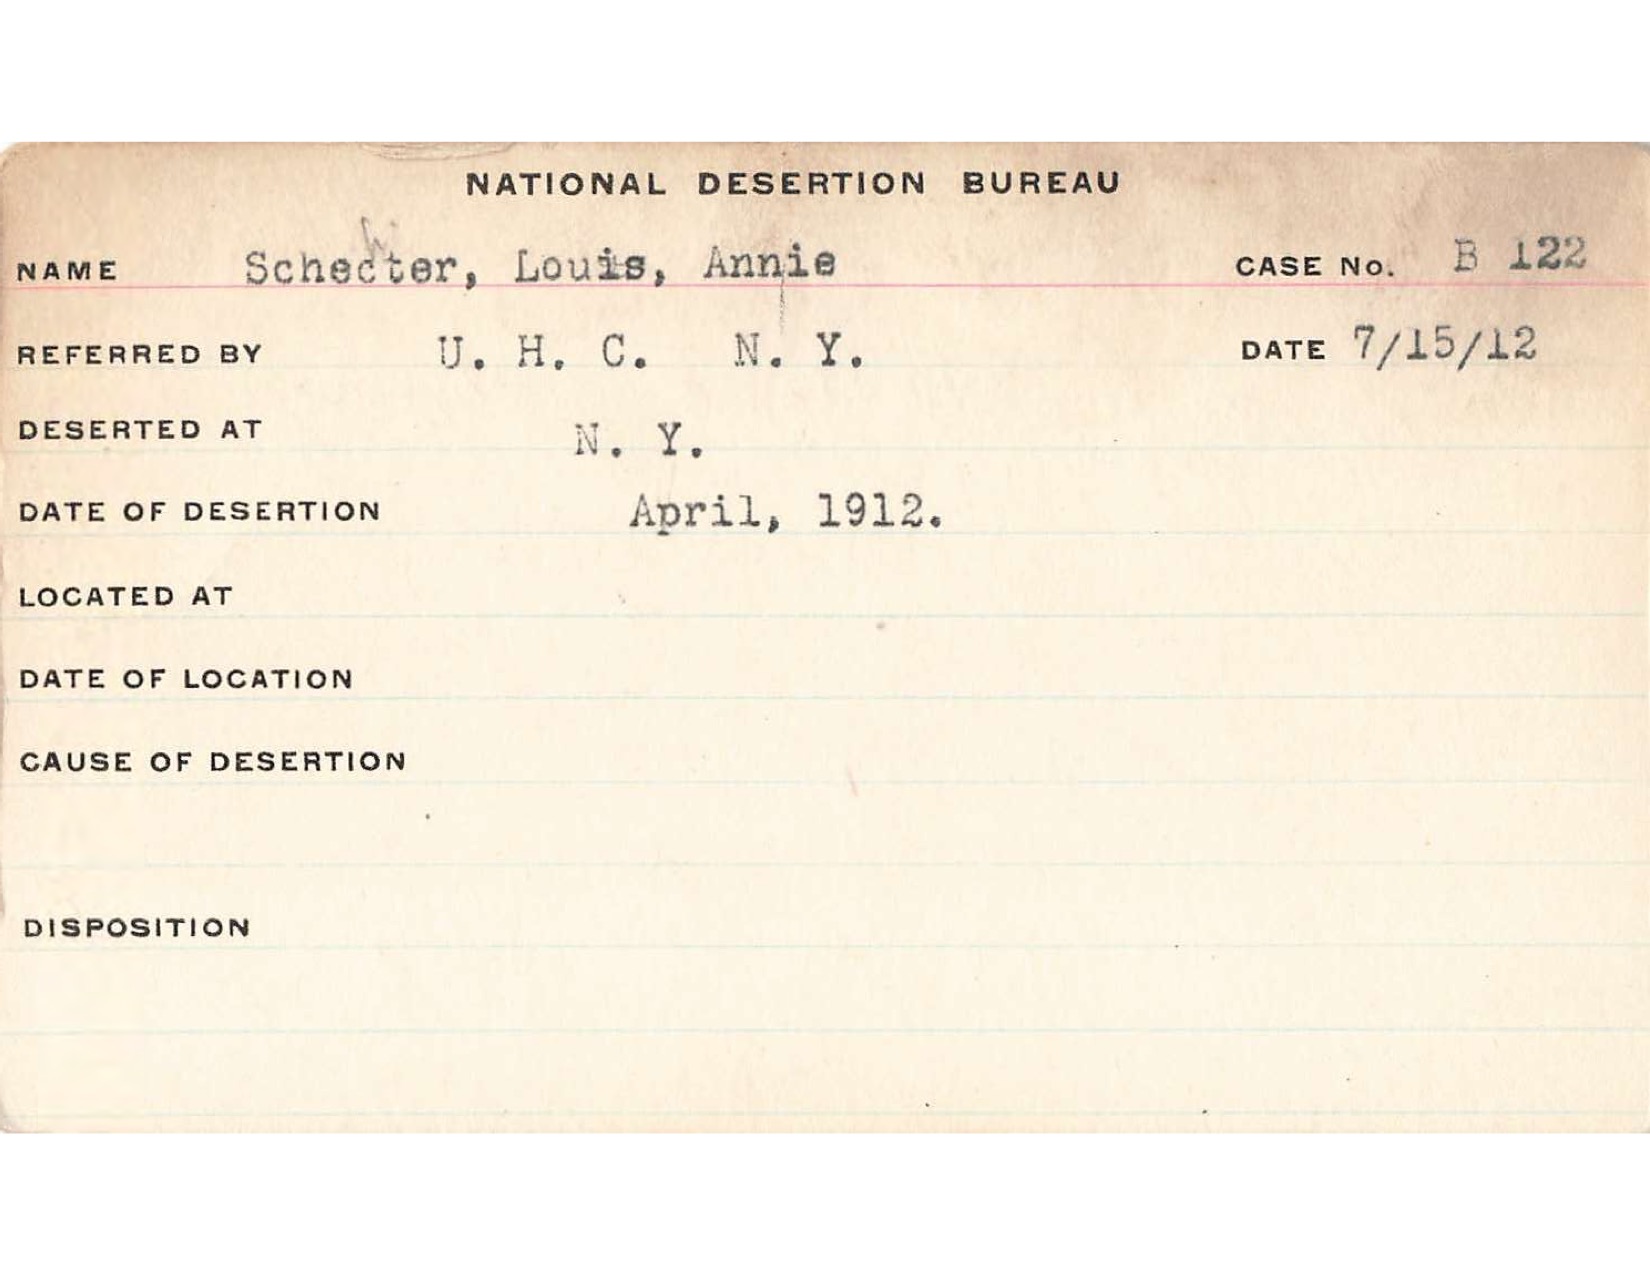 NATIONAL DESERTION BUREAU
NAME Schechter, Louis, Annie CASE No. B 122
REFERRED BY U. H. C. N. Y. DATE 7/15/12
DESERTED AT N. Y.
DATE OF DESERTION April, 1912.
LOCATED AT
DATE OF LOCATION
CAUSE OF DESERTION
DISPOSITION